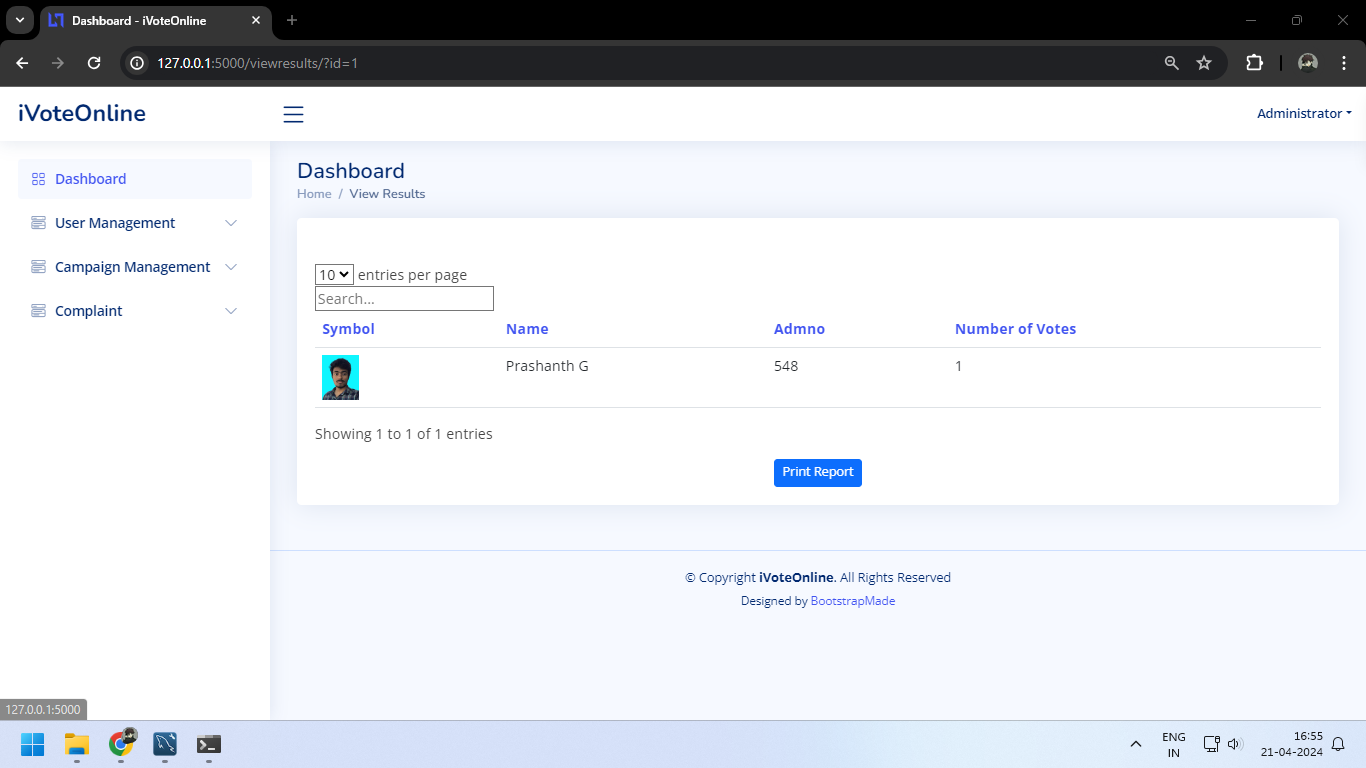 Dashboard - iVoteOnline
127.0.0.1:5000/viewresults/?id=1
iVoteOnline
Administrator
Dashboard
User Management
Campaign Management
Complaint
Dashboard
Home / View Results
10 entries per page
Search...
Symbol Name Admno Number of Votes
Prashanth G 548 1
Showing 1 to 1 of 1 entries
Print Report
© Copyright iVoteOnline. All Rights Reserved
Designed by BootstrapMade
127.0.0.1:5000
ENG
IN
16:55
21-04-2024